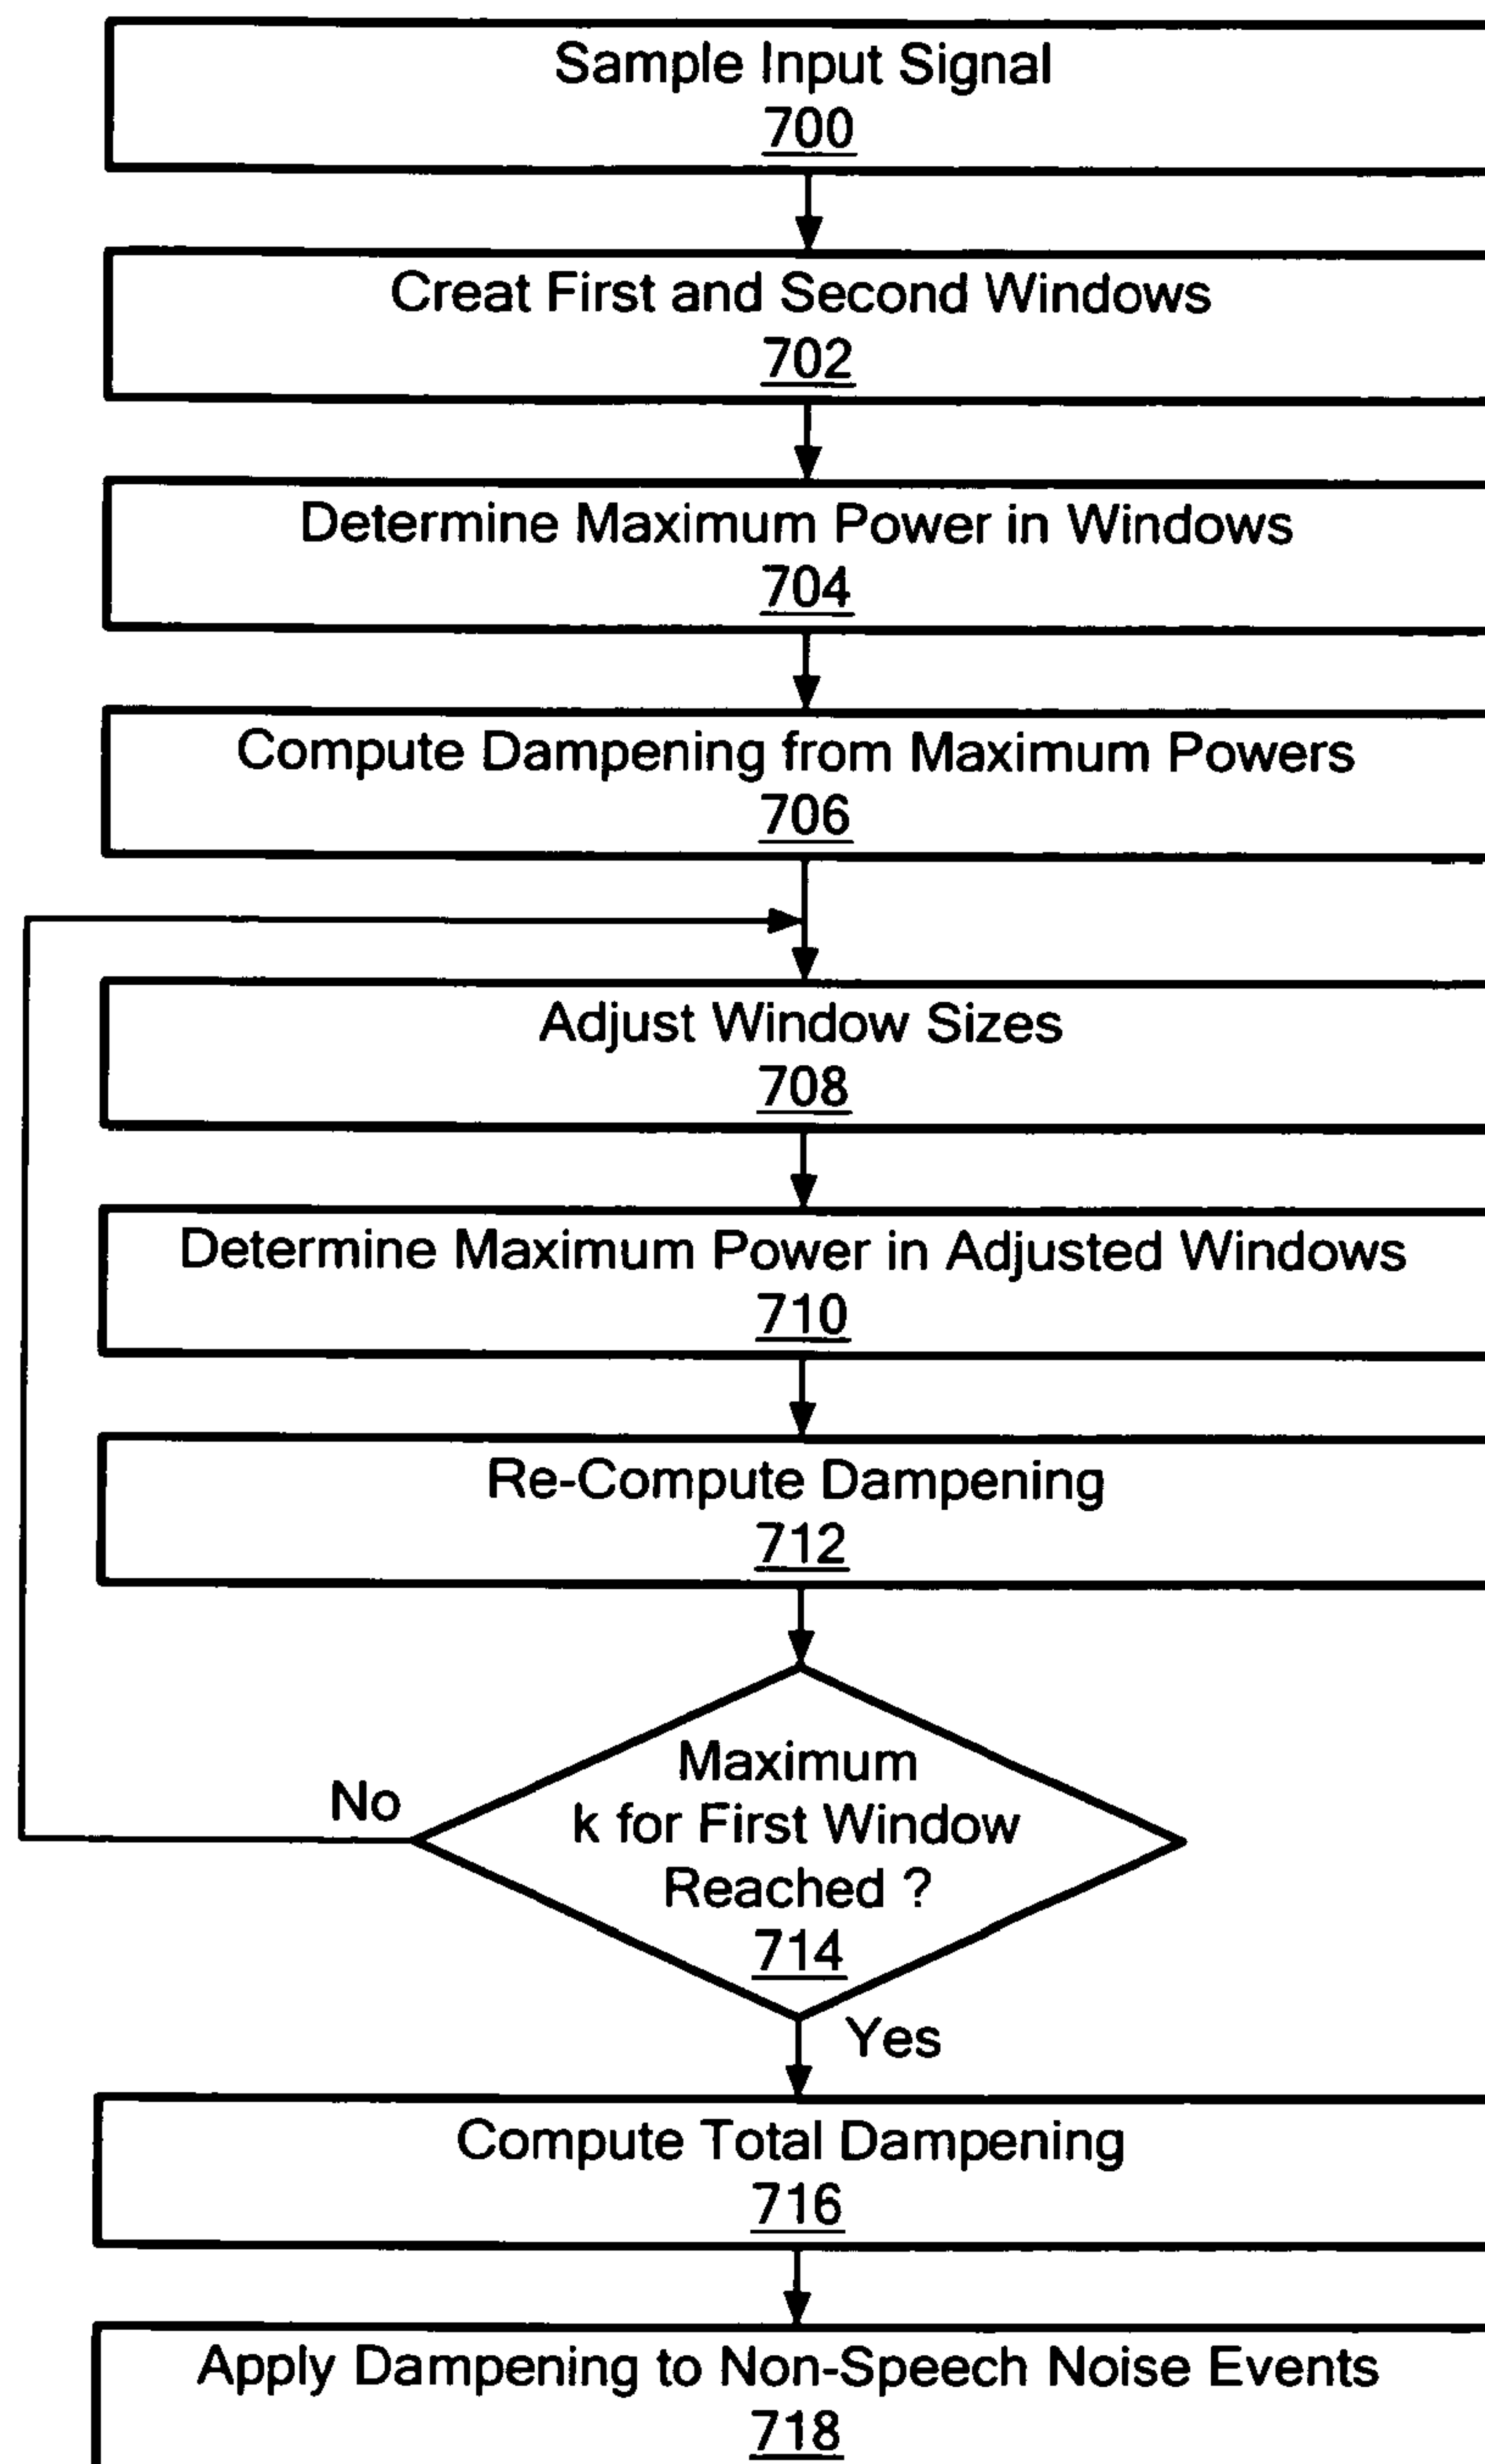 Sample Input Signal
700
Creat First and Second Windows
702
Determine Maximum Power in Windows
704
Compute Dampening from Maximum Powers
706
Adjust Window Sizes
708
Determine Maximum Power in Adjusted Windows
710
Re-Compute Dampening
712
Maximum
k for First Window
Reached ?
714
No
Yes
Compute Total Dampening
716
Apply Dampening to Non-Speech Noise Events
718